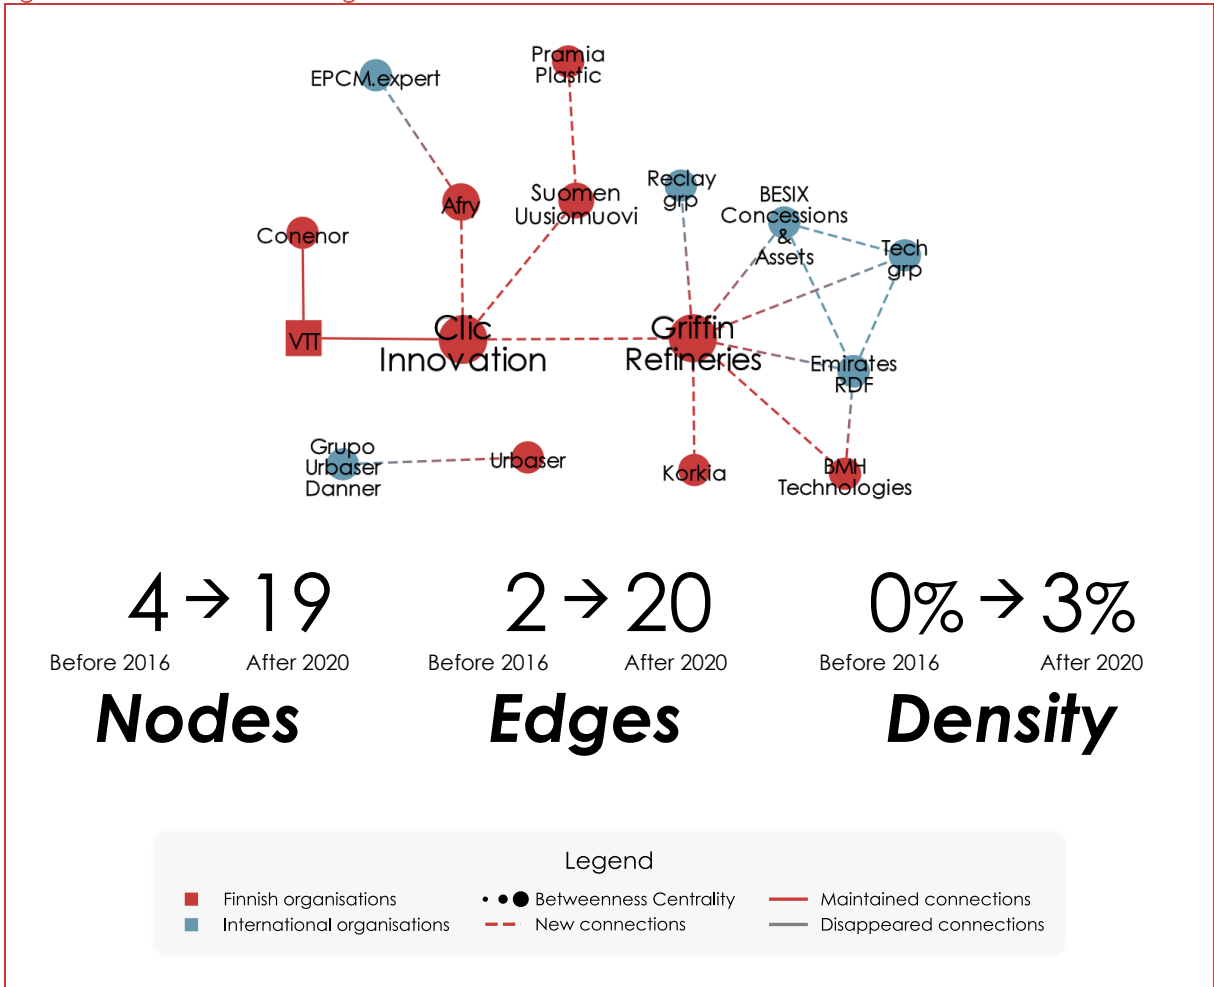 Pramia
Plastic
EPCM.expert
Reclay
grp
Suomen
Uusiomuovi
BESIX
Concessions
&
Assets
Afry
Conenor
Tech
grp
VTT
Clic
Innovation
Griffin
Refineries
Emirates
RDF
Grupo
Urbaser
Danner
Urbaser
Korkia
BMH
Technologies
4 → 19
Before 2016 After 2020
Nodes
2 → 20
Before 2016 After 2020
Edges
0% → 3%
Before 2016 After 2020
Density
Legend
Finnish organisations
International organisations
Betweenness Centrality
New connections
Maintained connections
Disappeared connections